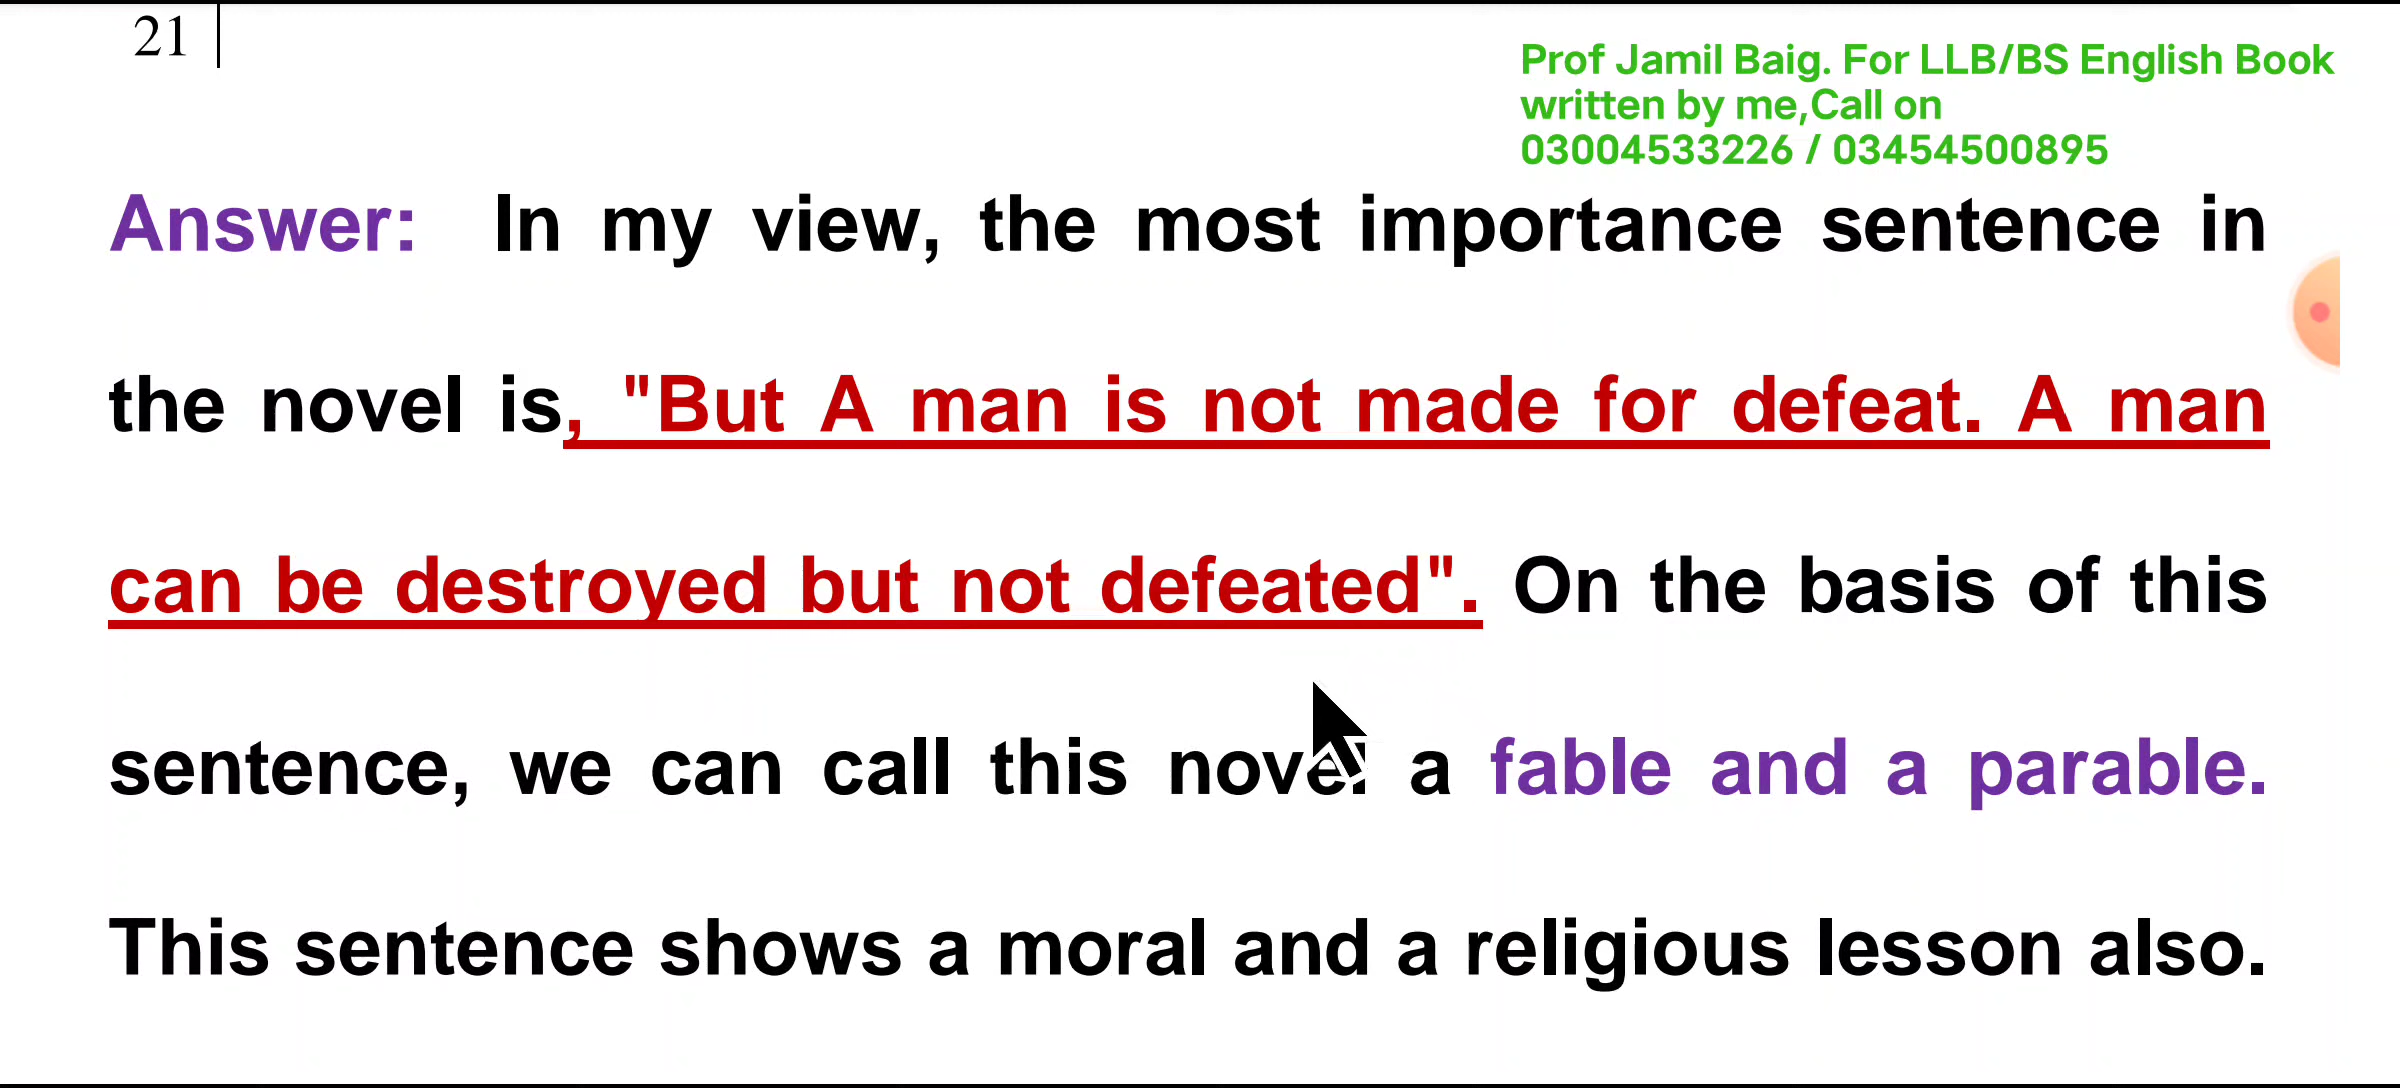 21
Prof Jamil Baig. For LLB/BS English Book
written by me,Call on
03004533226 / 03454500895
Answer: In my view, the most importance sentence in
the novel is, "But A man is not made for defeat. A man
can be destroyed but not defeated". On the basis of this
sentence, we can call this novel a fable and a parable.
This sentence shows a moral and a religious lesson also.